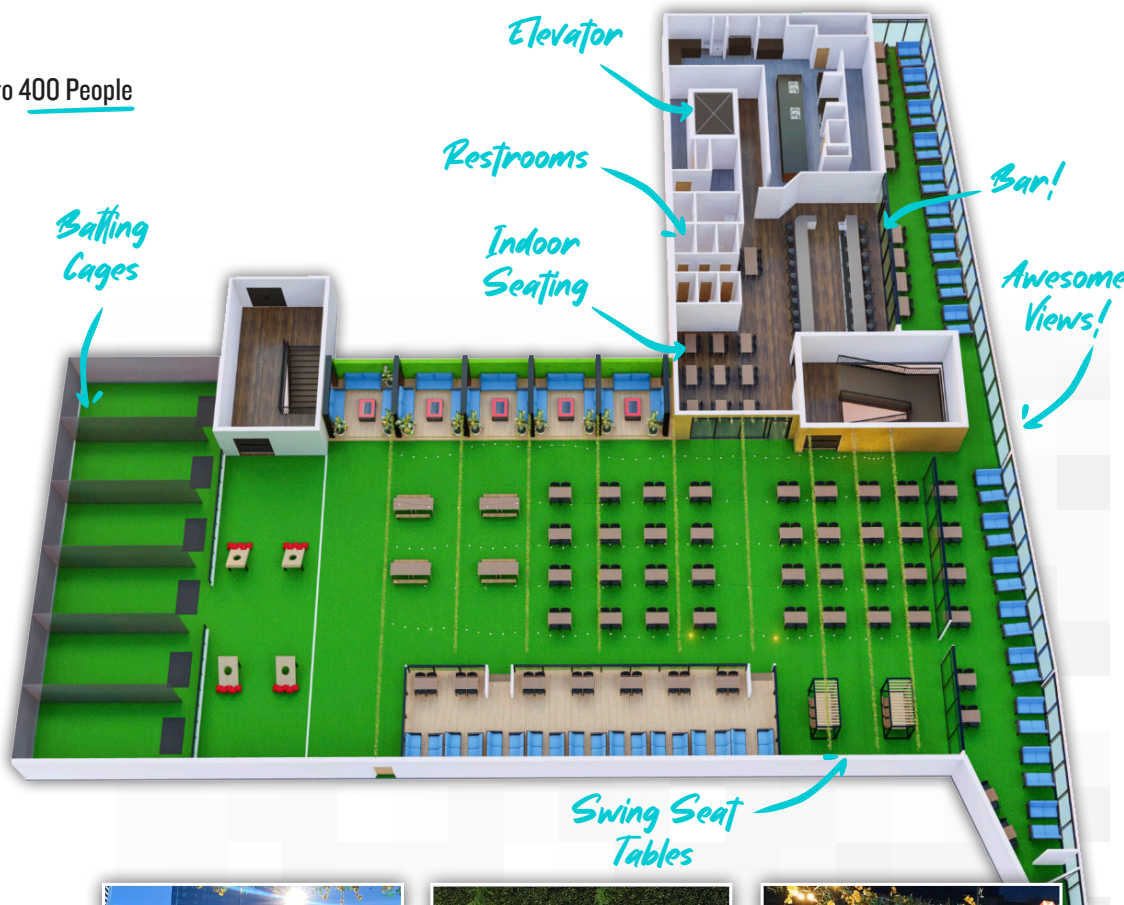 400 People
Elevator
Restrooms
Bar!
Batting
Cages
Indoor
Seating
Awesome
Views!
Swing Seat
Tables